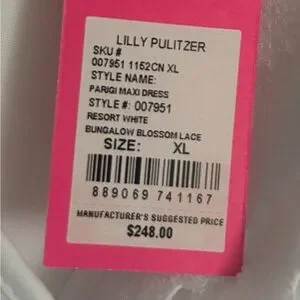 LILLY PULITZER
SKU #
007951 1152CN XL
STYLE NAME:
PARIGI MAXI DRESS
STYLE #: 007951
RESORT WHITE
BUNGALOW BLOSSOM LACE
SIZE: XL
889069 741167
MANUFACTURER'S SUGGESTED PRICE
$248.00